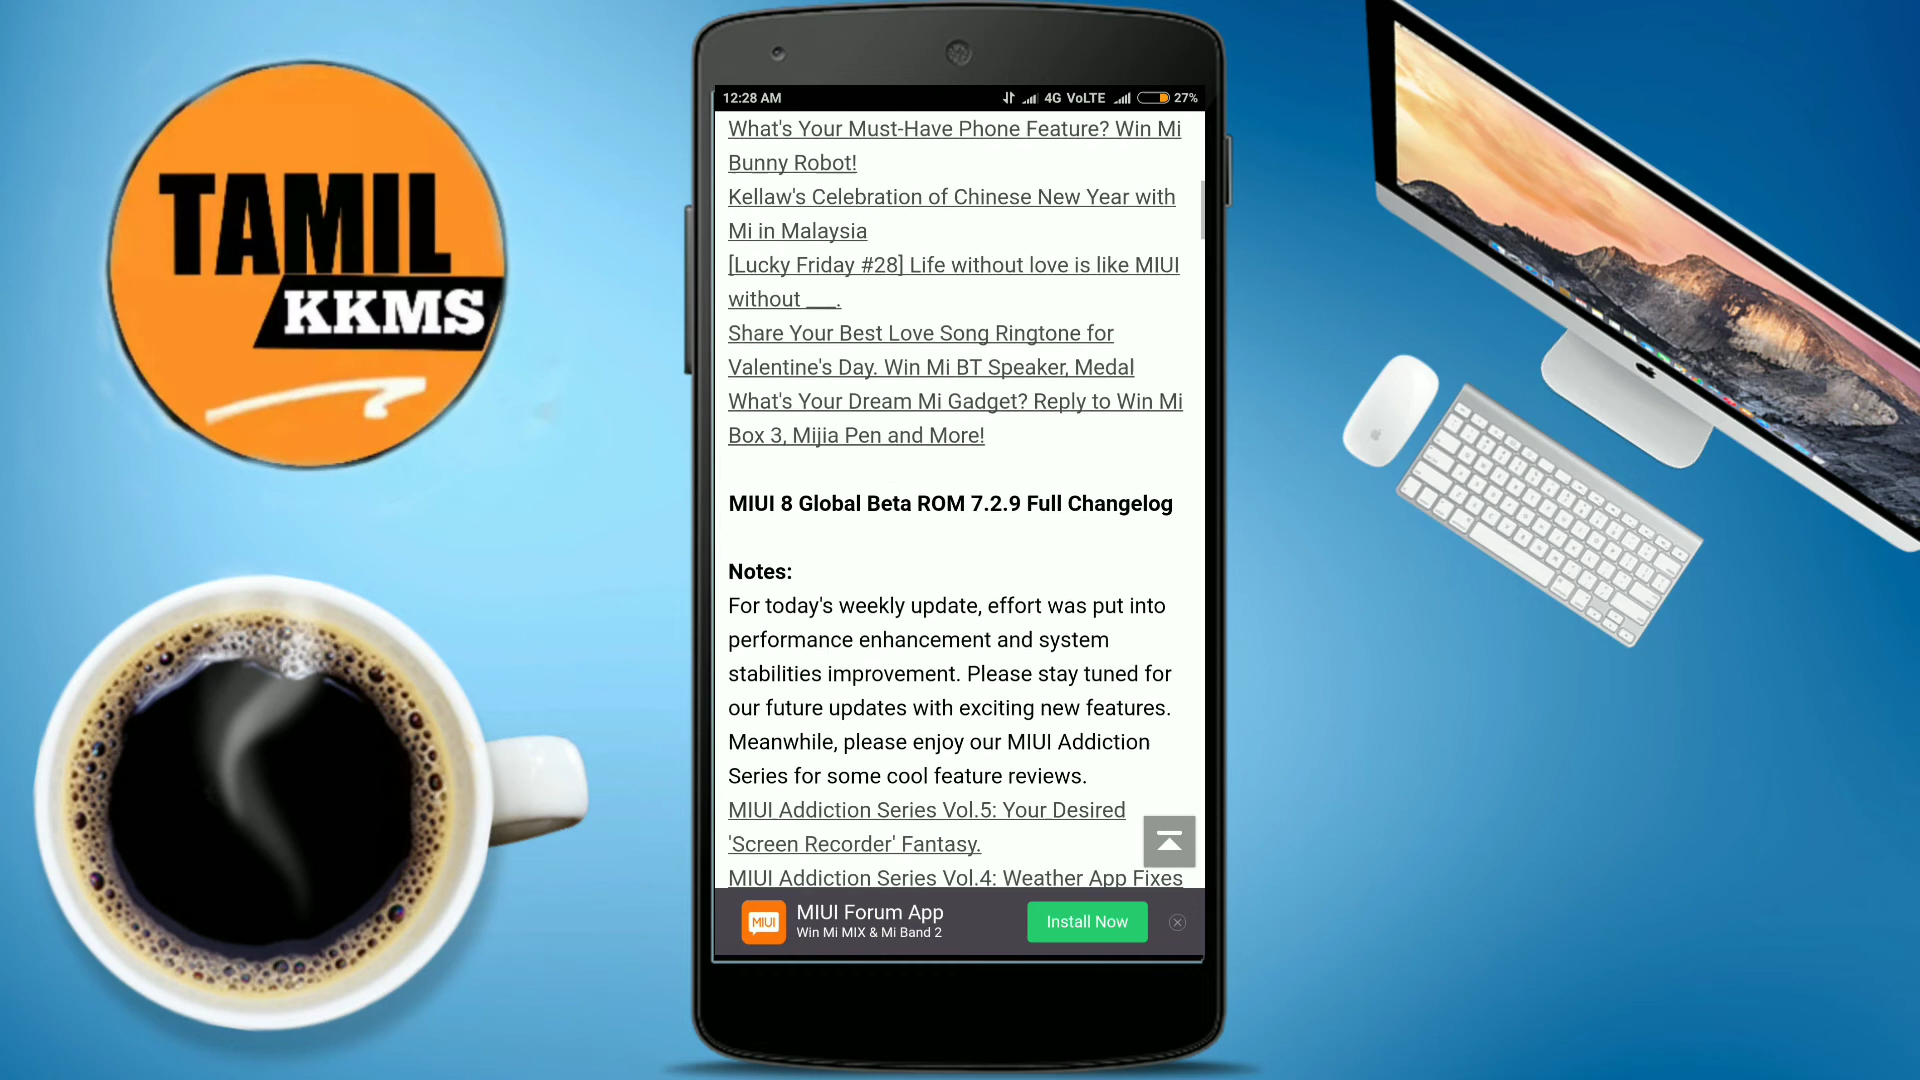 TAMIL
KKMS
12:28 AM
4G VoLTE
27%
What's Your Must-Have Phone Feature? Win Mi
Bunny Robot!
Kellaw's Celebration of Chinese New Year with
Mi in Malaysia
[Lucky Friday #28] Life without love is like MIUI
without ___.
Share Your Best Love Song Ringtone for
Valentine's Day. Win Mi BT Speaker, Medal
What's Your Dream Mi Gadget? Reply to Win Mi
Box 3, Mijia Pen and More!
MIUI 8 Global Beta ROM 7.2.9 Full Changelog
Notes:
For today's weekly update, effort was put into
performance enhancement and system
stabilities improvement. Please stay tuned for
our future updates with exciting new features.
Meanwhile, please enjoy our MIUI Addiction
Series for some cool feature reviews.
MIUI Addiction Series Vol.5: Your Desired
'Screen Recorder' Fantasy.
MIUI Addiction Series Vol.4: Weather App Fixes
MIUI
MIUI Forum App
Win Mi MIX & Mi Band 2
Install Now